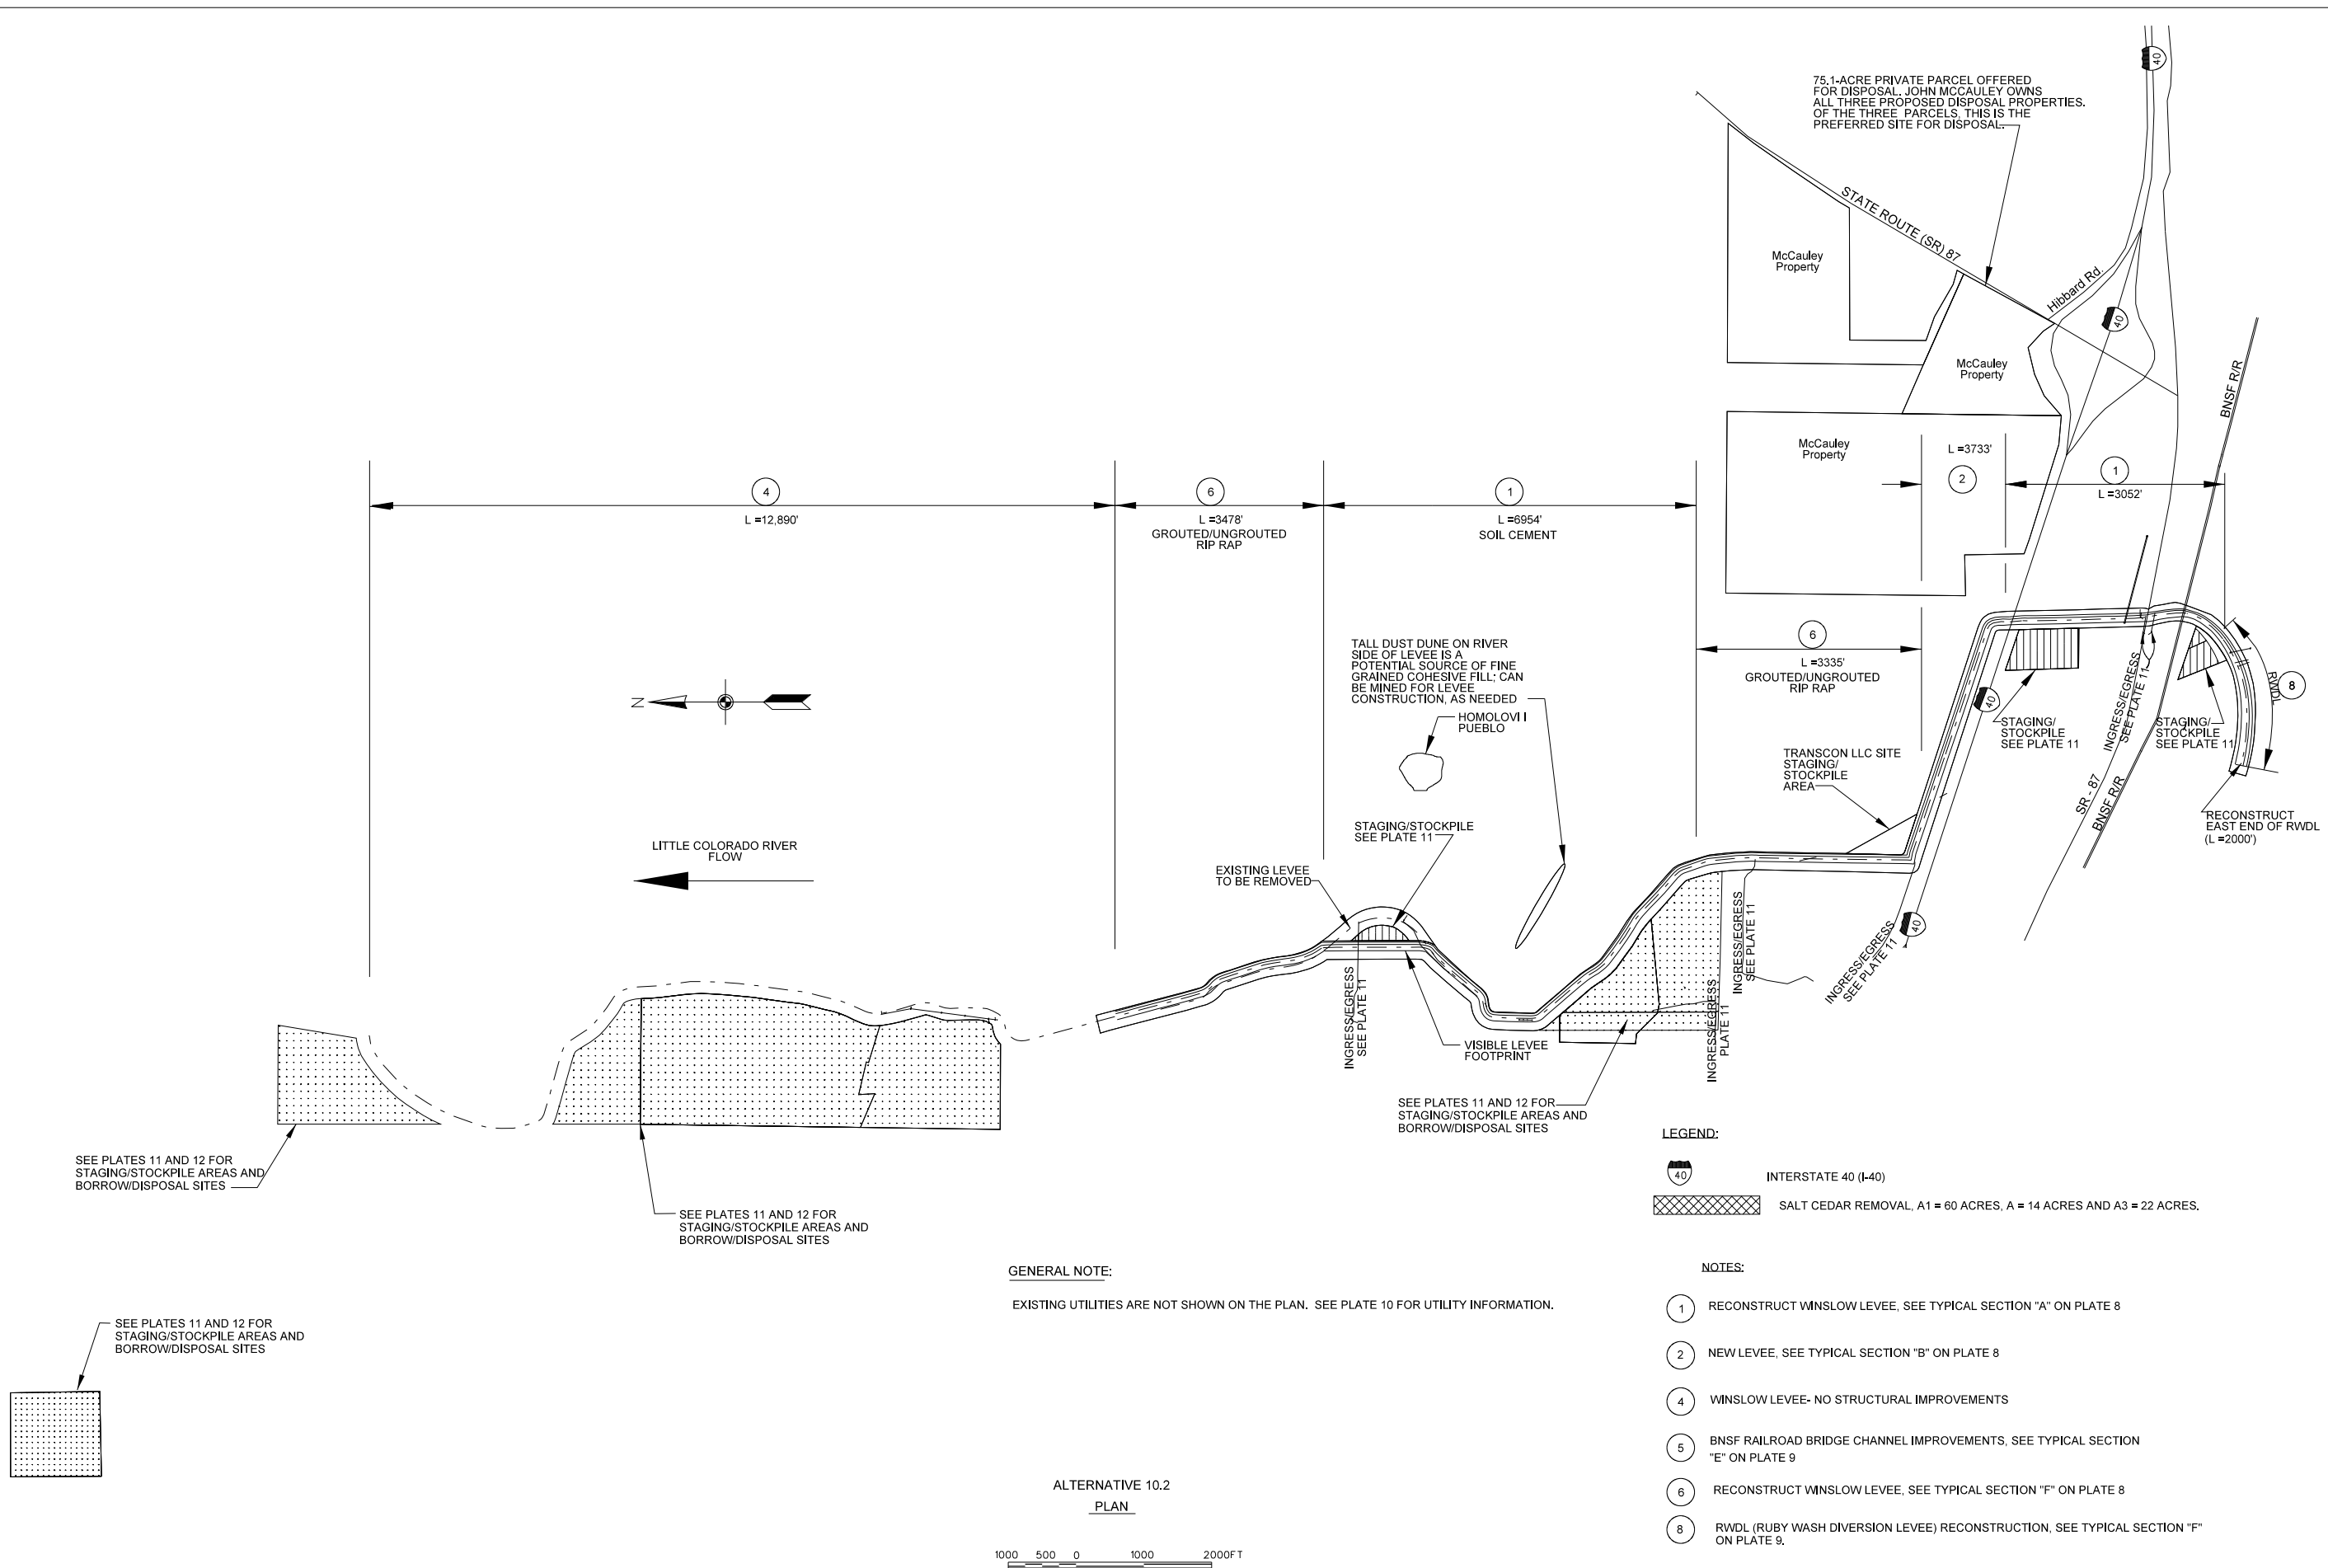 40
75.1-ACRE PRIVATE PARCEL OFFERED
FOR DISPOSAL. JOHN MCCAULEY OWNS
ALL THREE PROPOSED DISPOSAL PROPERTIES.
OF THE THREE PARCELS, THIS IS THE
PREFERRED SITE FOR DISPOSAL.
STATE ROUTE (SR) 87
McCauley
Property
Hibbard Rd.
40
McCauley
Property
BNSF R/R
McCauley
Property
L =3733'
2
1
L =3052'
4
L =12,890'
6
L =3478'
GROUTED/UNGROUTED
RIP RAP
1
L =6954'
SOIL CEMENT
6
L =3335'
GROUTED/UNGROUTED
RIP RAP
TALL DUST DUNE ON RIVER
SIDE OF LEVEE IS A
POTENTIAL SOURCE OF FINE
GRAINED COHESIVE FILL; CAN
BE MINED FOR LEVEE
CONSTRUCTION, AS NEEDED
HOMOLOVI I
PUEBLO
N
LITTLE COLORADO RIVER
FLOW
STAGING/STOCKPILE
SEE PLATE 11
EXISTING LEVEE
TO BE REMOVED
TRANSCON LLC SITE
STAGING/
STOCKPILE
AREA
40
STAGING/
STOCKPILE
SEE PLATE 11
INGRESS/EGRESS
SEE PLATE 11
STAGING/
STOCKPILE
SEE PLATE 11
RWDL
8
SR - 87
BNSF R/R
RECONSTRUCT
EAST END OF RWDL
(L =2000')
INGRESS/EGRESS
SEE PLATE 11
INGRESS/EGRESS
SEE PLATE 11
40
INGRESS/EGRESS
SEE PLATE 11
INGRESS/EGRESS
PLATE 11
VISIBLE LEVEE
FOOTPRINT
SEE PLATES 11 AND 12 FOR
STAGING/STOCKPILE AREAS AND
BORROW/DISPOSAL SITES
SEE PLATES 11 AND 12 FOR
STAGING/STOCKPILE AREAS AND
BORROW/DISPOSAL SITES
SEE PLATES 11 AND 12 FOR
STAGING/STOCKPILE AREAS AND
BORROW/DISPOSAL SITES
SEE PLATES 11 AND 12 FOR
STAGING/STOCKPILE AREAS AND
BORROW/DISPOSAL SITES
LEGEND:
40
INTERSTATE 40 (I-40)
SALT CEDAR REMOVAL, A1 = 60 ACRES, A = 14 ACRES AND A3 = 22 ACRES.
GENERAL NOTE:
EXISTING UTILITIES ARE NOT SHOWN ON THE PLAN. SEE PLATE 10 FOR UTILITY INFORMATION.
NOTES:
1 RECONSTRUCT WINSLOW LEVEE, SEE TYPICAL SECTION "A" ON PLATE 8
2 NEW LEVEE, SEE TYPICAL SECTION "B" ON PLATE 8
4 WINSLOW LEVEE- NO STRUCTURAL IMPROVEMENTS
5 BNSF RAILROAD BRIDGE CHANNEL IMPROVEMENTS, SEE TYPICAL SECTION
"E" ON PLATE 9
6 RECONSTRUCT WINSLOW LEVEE, SEE TYPICAL SECTION "F" ON PLATE 8
8 RWDL (RUBY WASH DIVERSION LEVEE) RECONSTRUCTION, SEE TYPICAL SECTION "F"
ON PLATE 9.
ALTERNATIVE 10.2
PLAN
1000 500 0 1000 2000FT